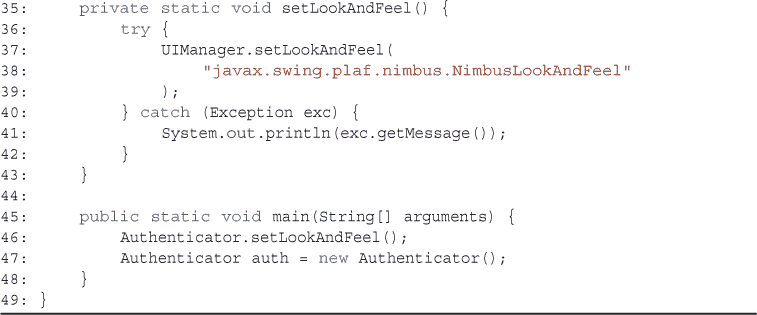 35:     private static void setLookAndFeel() {
36:         try {
37:             UIManager.setLookAndFeel(
38:                 "javax.swing.plaf.nimbus.NimbusLookAndFeel"
39:             );
40:         } catch (Exception exc) {
41:             System.out.println(exc.getMessage());
42:         }
43:     }
44:
45:     public static void main(String[] arguments) {
46:         Authenticator.setLookAndFeel();
47:         Authenticator auth = new Authenticator();
48:     }
49: }